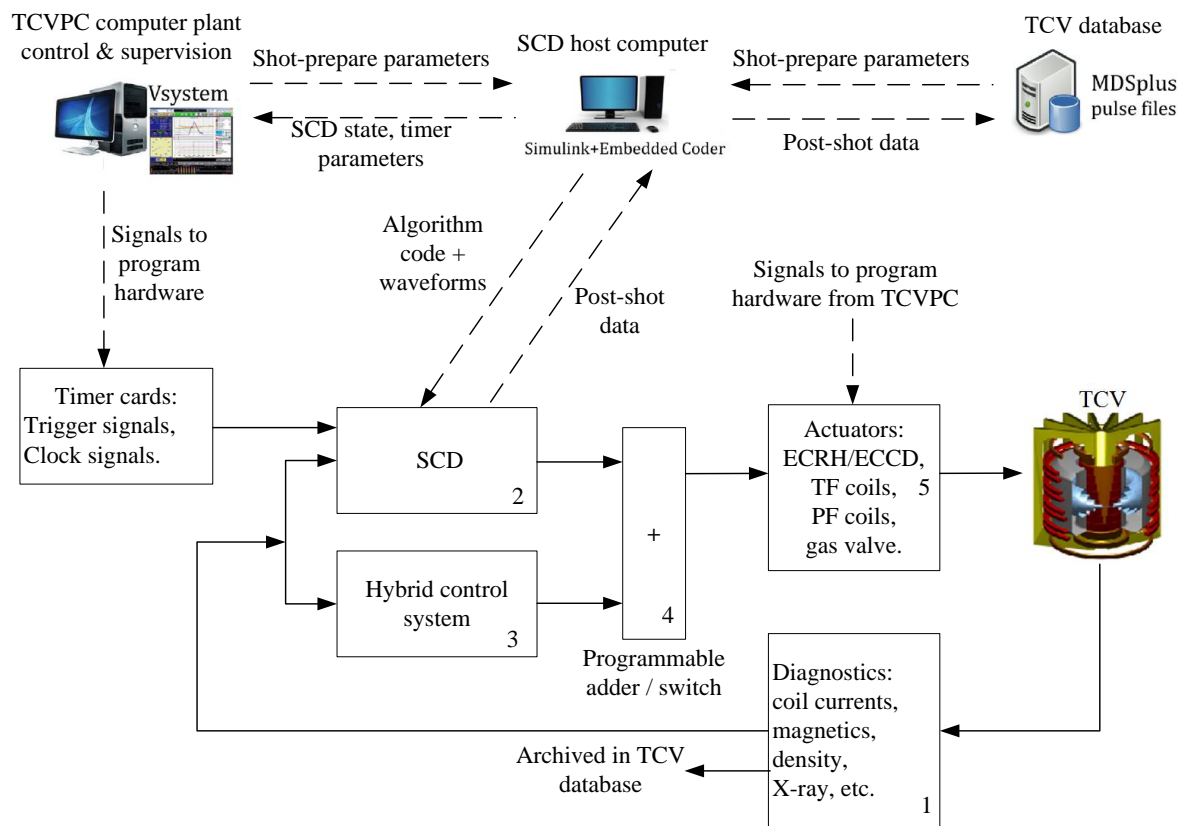 TCVPC computer plant
control & supervision
Vsystem
Shot-prepare parameters
SCD state, timer
parameters
SCD host computer
Simulink+Embedded Coder
Shot-prepare parameters
Post-shot data
TCV database
MDSplus
pulse files
Signals to
program
hardware
Algorithm
code +
waveforms
Post-shot
data
Signals to program
hardware from TCVPC
Timer cards:
Trigger signals,
Clock signals.
SCD
2
Hybrid control
system
3
+
4
Programmable
adder / switch
Actuators:
ECRH/ECCD,
TF coils,
5
PF coils,
gas valve.
TCV
Diagnostics:
coil currents,
magnetics,
density,
X-ray, etc.
1
Archived in TCV
database